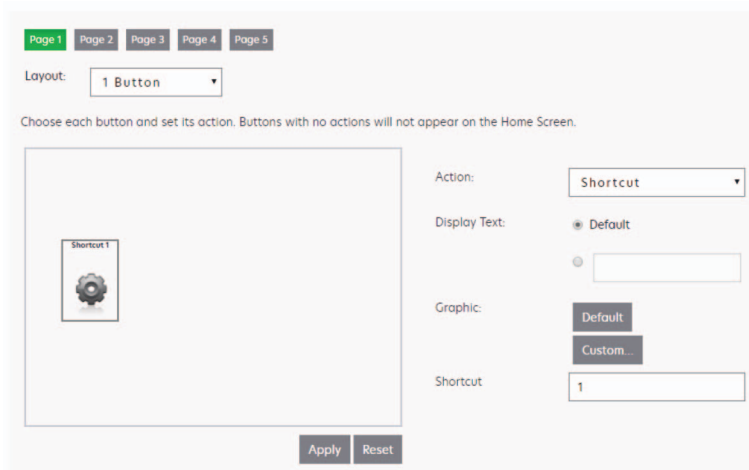 Page 1 Page 2 Page 3 Page 4 Page 5
Layout: 1 Button
Choose each button and set its action. Buttons with no actions will not appear on the Home Screen.
Shortcut 1
Action: Shortcut
Display Text: Default
Graphic: Default
Custom...
Shortcut 1
Apply Reset